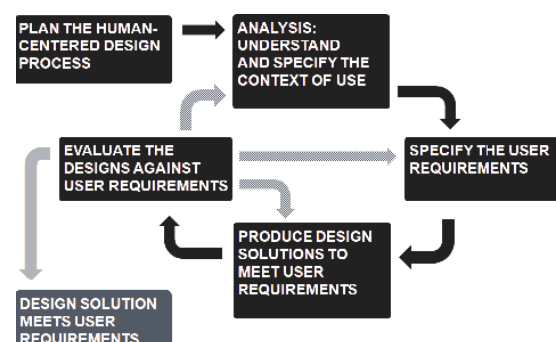 PLAN THE HUMAN-
CENTERED DESIGN
PROCESS
ANALYSIS:
UNDERSTAND
AND SPECIFY THE
CONTEXT OF USE
EVALUATE THE
DESIGNS AGAINST
USER REQUIREMENTS
SPECIFY THE USER
REQUIREMENTS
PRODUCE DESIGN
SOLUTIONS TO
MEET USER
REQUIREMENTS
DESIGN SOLUTION
MEETS USER
REQUIREMENTS